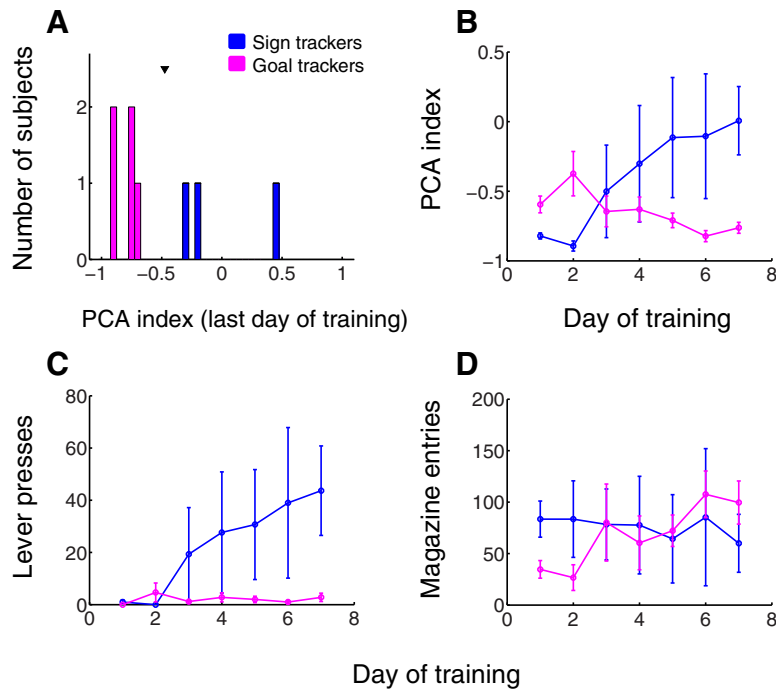 A
Number of subjects
Sign trackers
Goal trackers
2
1
0
−1
−0.5
0
0.5
1
PCA index (last day of training)
B
PCA index
0.5
0
−0.5
−1
0
2
4
6
8
Day of training
C
Lever presses
80
60
40
20
0
0
2
4
6
8
D
Magazine entries
200
150
100
50
0
0
2
4
6
8
Day of training